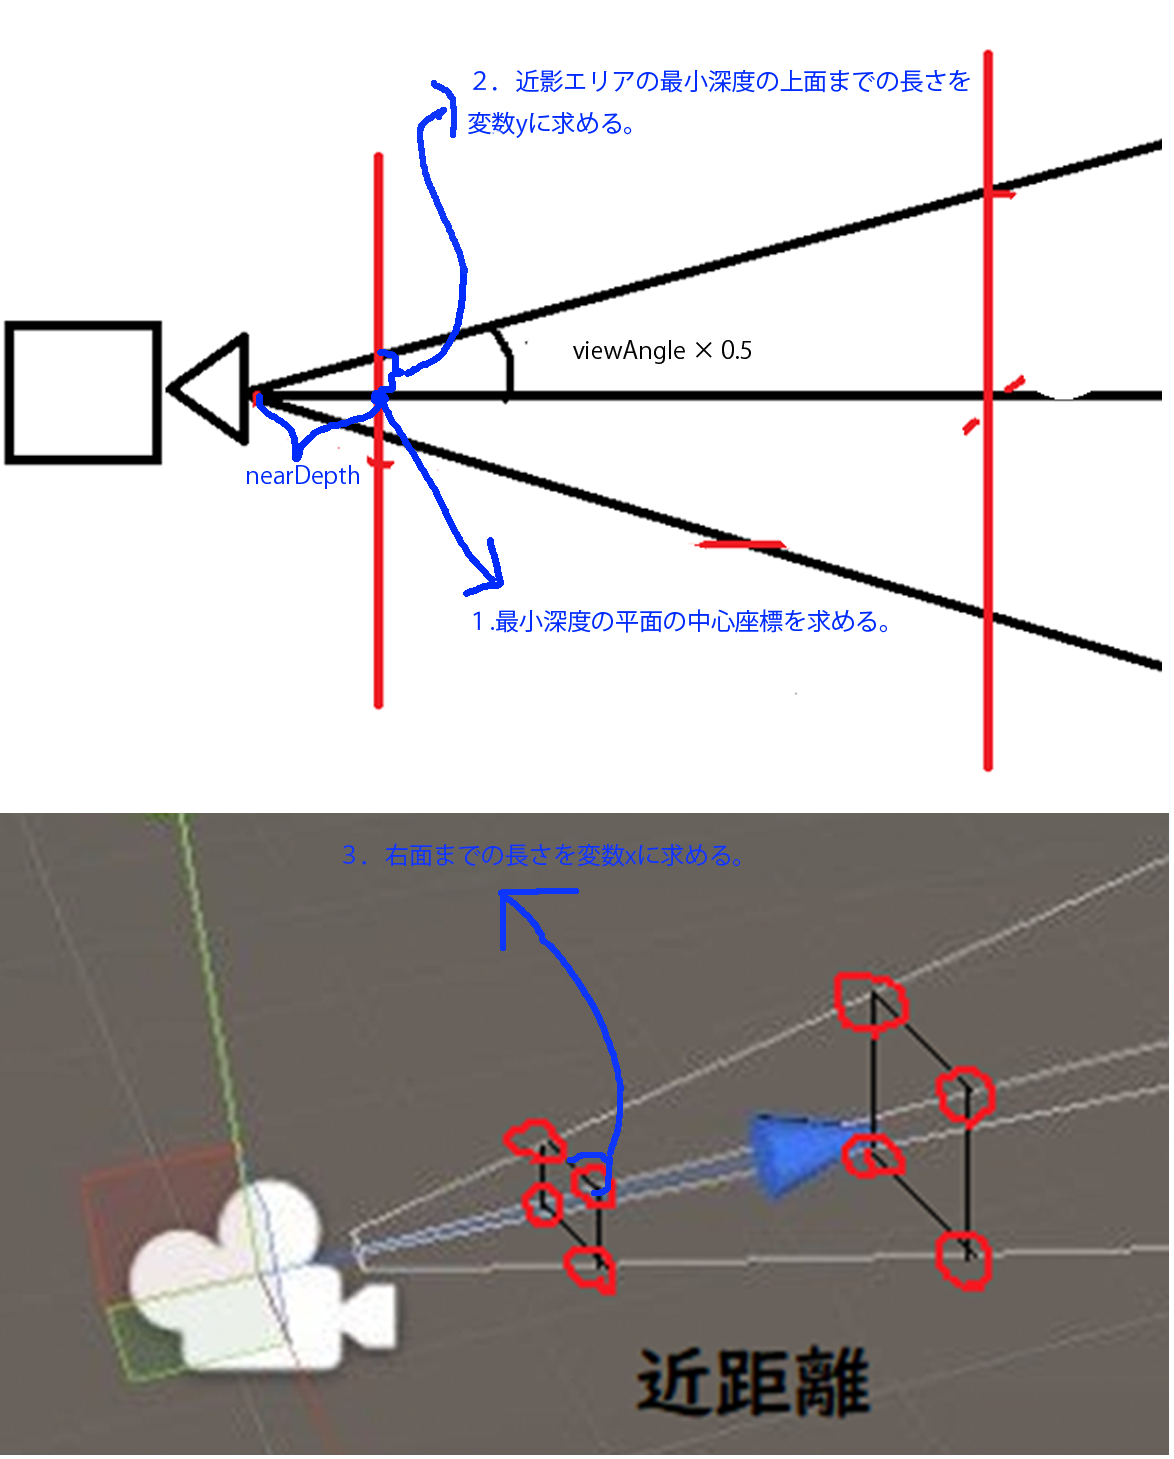 ２．近影エリアの最小深度の上面までの長さを
変数yに求める。
viewAngle × 0.5
nearDepth
１.最小深度の平面の中心座標を求める。
３．右面までの長さを変数xに求める。
近距離